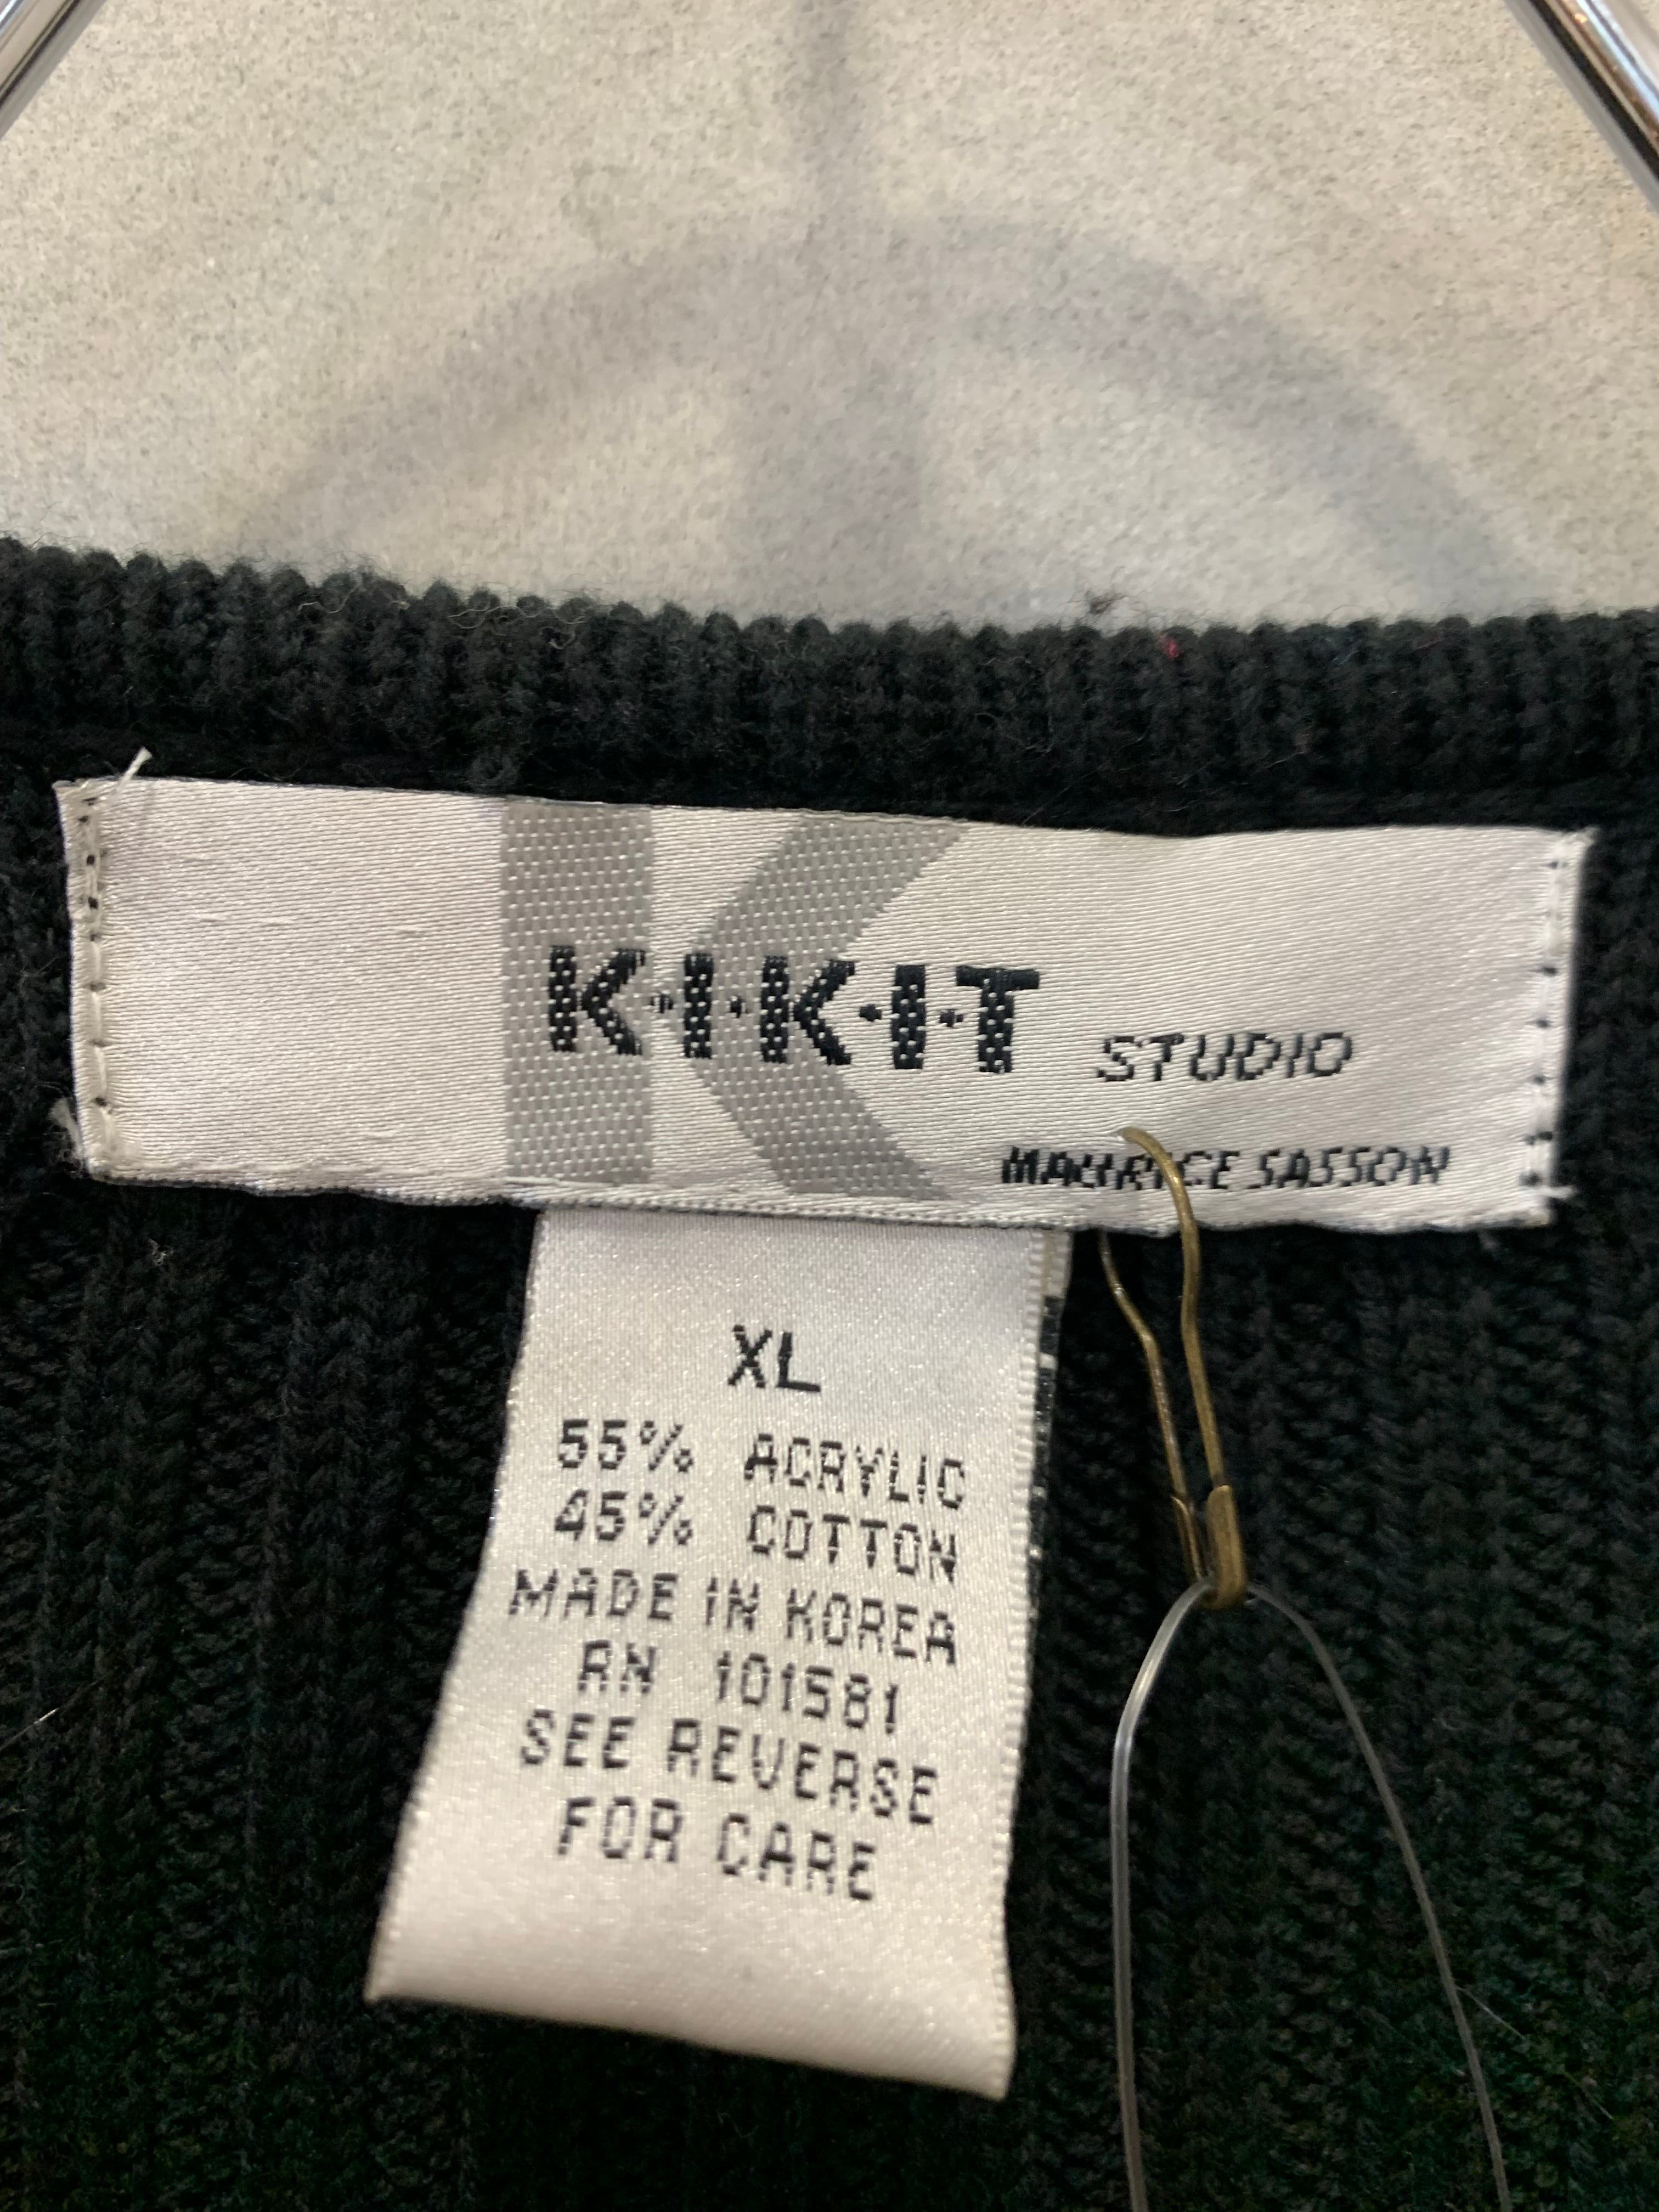 K·I·K·I·T STUDIO
MAURICE SASSON
XL
55% ACRYLIC
45% COTTON
MADE IN KOREA
RN 101581
SEE REVERSE
FOR CARE